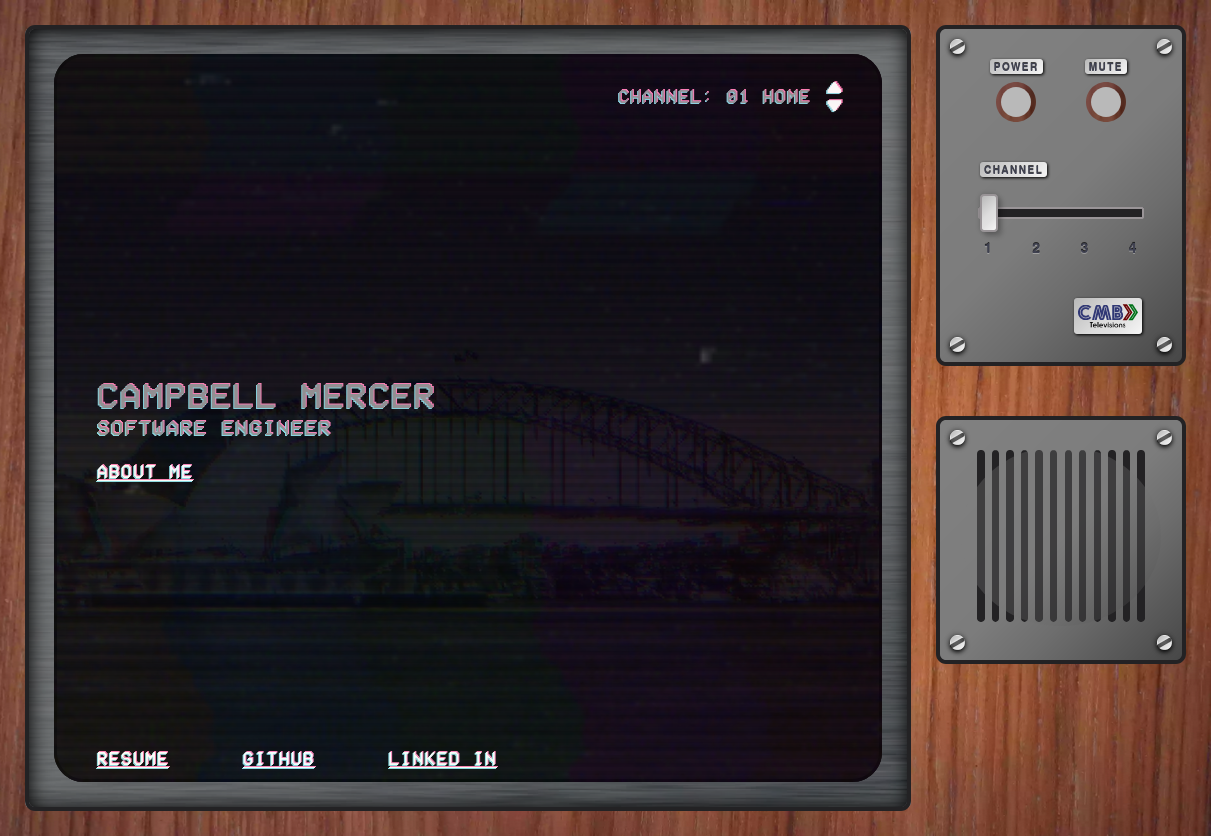 CHANNEL: 01 HOME
CAMPBELL MERCER
SOFTWARE ENGINEER
ABOUT ME
RESUME GITHUB LINKED IN
POWER MUTE
CHANNEL
1 2 3 4
CMB
Televisions